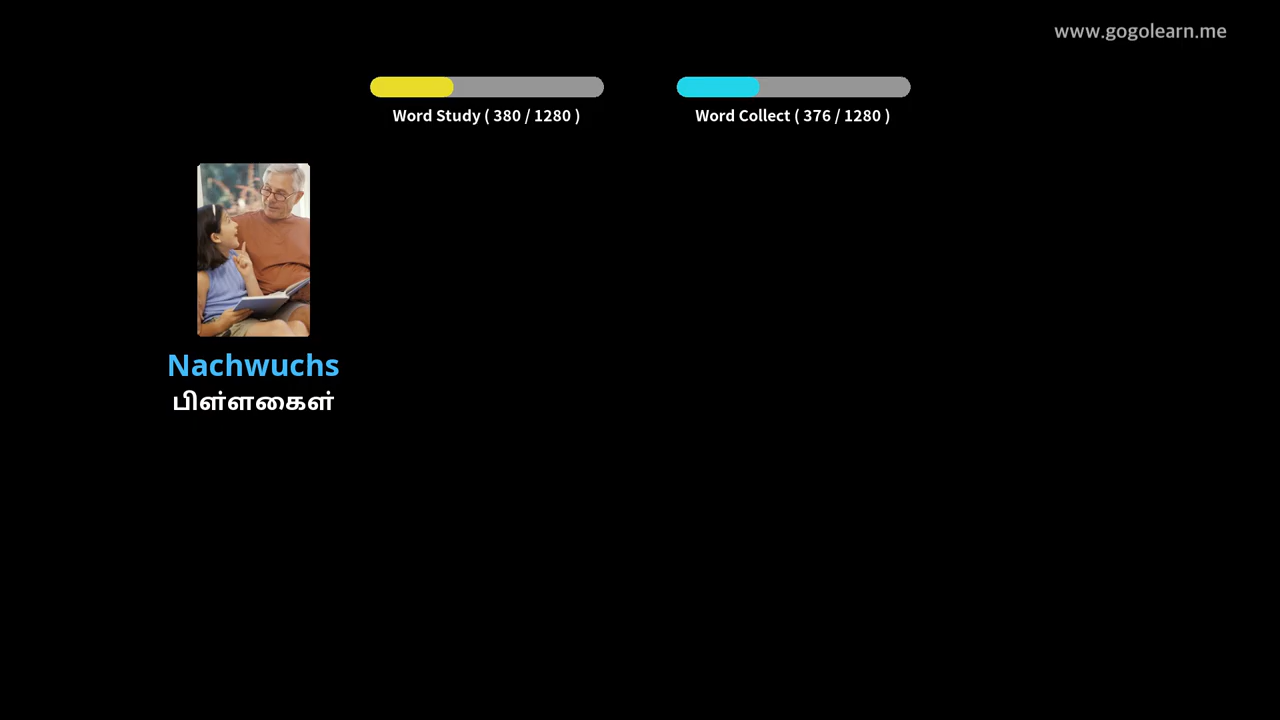 www.gogolearn.me
Word Study ( 380 / 1280 )
Word Collect ( 376 / 1280 )
Nachwuchs
பிள்ளைகள்